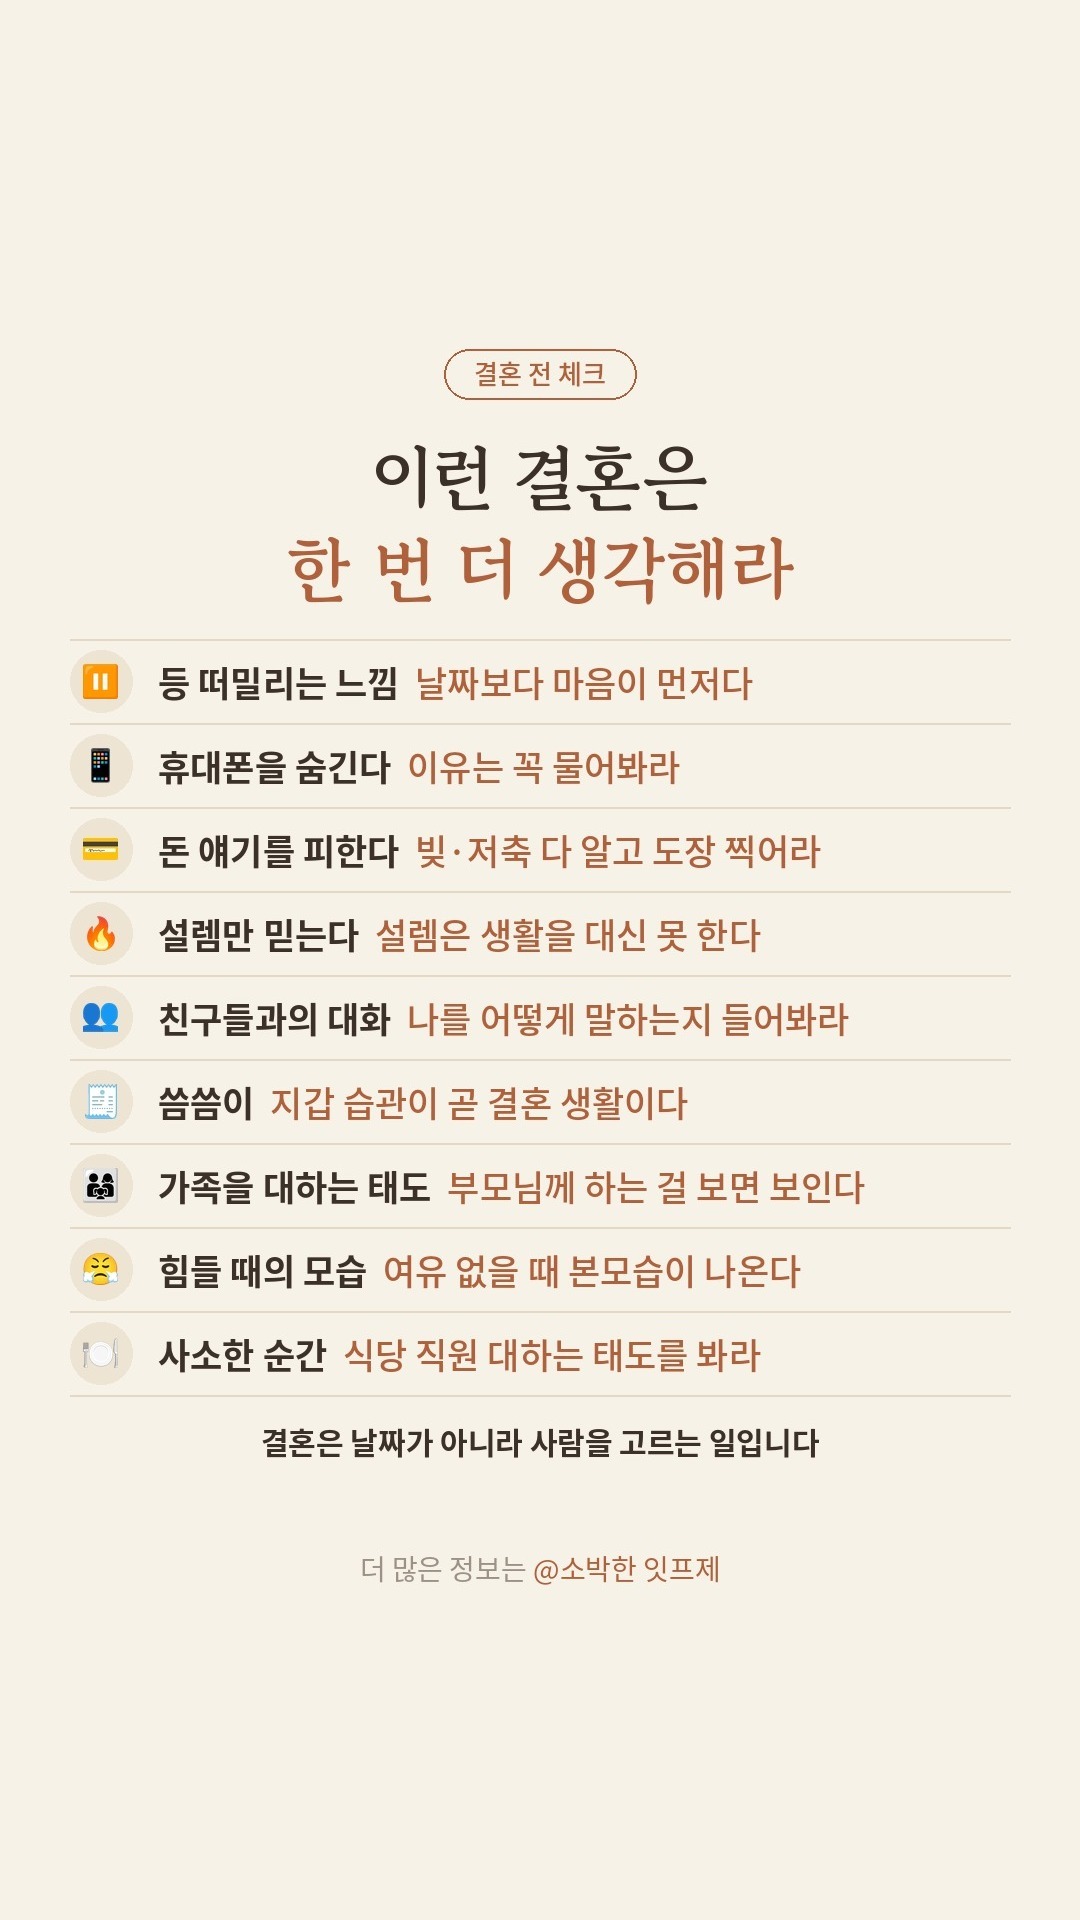 결혼 전 체크
이런 결혼은
한 번 더 생각해라
등 떠밀리는 느낌 날짜보다 마음이 먼저다
휴대폰을 숨긴다 이유는 꼭 물어봐라
돈 얘기를 피한다 빚·저축 다 알고 도장 찍어라
설렘만 믿는다 설렘은 생활을 대신 못 한다
친구들과의 대화 나를 어떻게 말하는지 들어봐라
씀씀이 지갑 습관이 곧 결혼 생활이다
가족을 대하는 태도 부모님께 하는 걸 보면 보인다
힘들 때의 모습 여유 없을 때 본모습이 나온다
사소한 순간 식당 직원 대하는 태도를 봐라
결혼은 날짜가 아니라 사람을 고르는 일입니다
더 많은 정보는 @소박한 잇프제